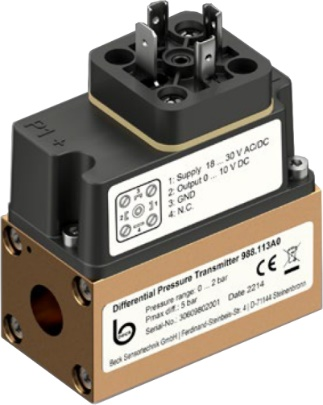 P1+
1: Supply 18 ... 30 V AC/DC
2: Output 0 ... 10 V DC
3: GND
4: N.C.
Differential Pressure Transmitter 988.113A0
Pressure range: 0 ... 2 bar
Pmax diff.: 5 bar
Serial-No.: 30609802001 Date 2214
beck
Beck Sensortechnik GmbH | Ferdinand-Steinbeis-Str. 4 | D-71144 Steinenbronn
CE